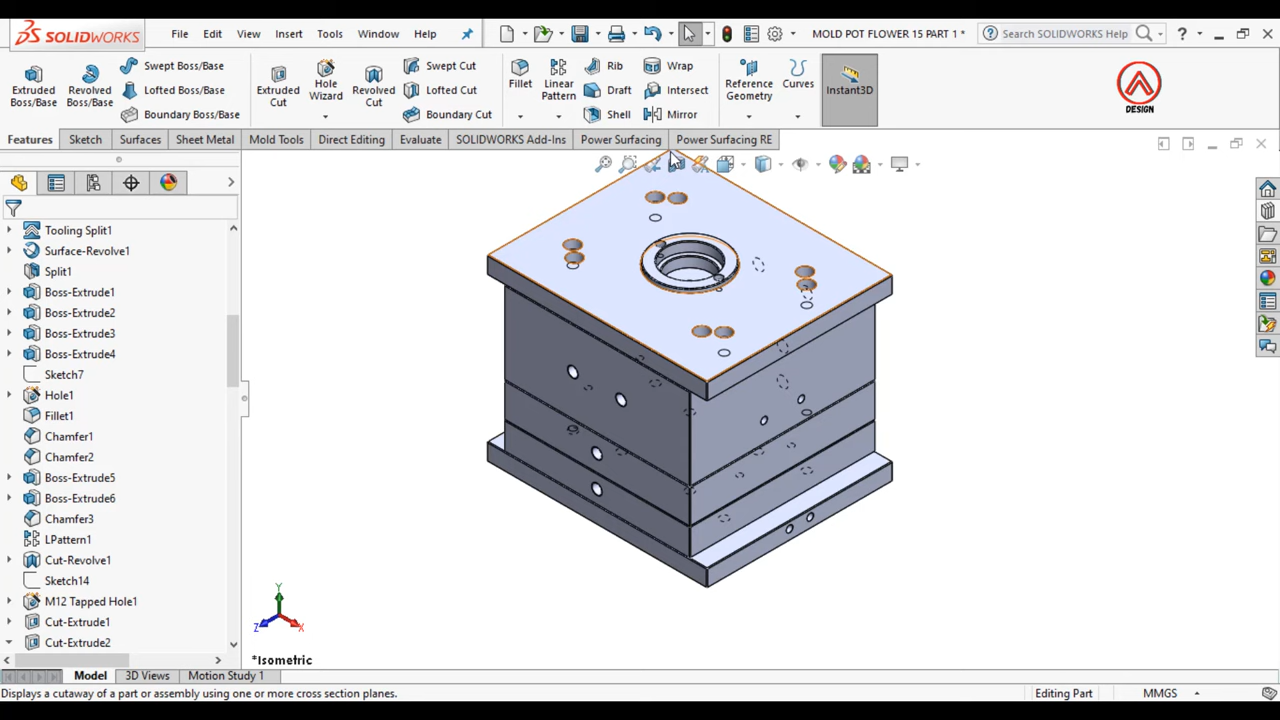 SOLIDWORKS
File Edit View Insert Tools Window Help
MOLD POT FLOWER 15 PART 1 *
Search SOLIDWORKS Help
Extruded Boss/Base
Revolved Boss/Base
Swept Boss/Base
Lofted Boss/Base
Boundary Boss/Base
Extruded Cut
Hole Wizard
Revolved Cut
Swept Cut
Lofted Cut
Boundary Cut
Fillet
Linear Pattern
Rib
Draft
Shell
Wrap
Intersect
Mirror
Reference Geometry
Curves
Instant3D
DESIGN
Features Sketch Surfaces Sheet Metal Mold Tools Direct Editing Evaluate SOLIDWORKS Add-Ins Power Surfacing Power Surfacing RE
Tooling Split1
Surface-Revolve1
Split1
Boss-Extrude1
Boss-Extrude2
Boss-Extrude3
Boss-Extrude4
Sketch7
Hole1
Fillet1
Chamfer1
Chamfer2
Boss-Extrude5
Boss-Extrude6
Chamfer3
LPattern1
Cut-Revolve1
Sketch14
M12 Tapped Hole1
Cut-Extrude1
Cut-Extrude2
Y
Z
X
*Isometric
Model 3D Views Motion Study 1
Displays a cutaway of a part or assembly using one or more cross section planes.
Editing Part
MMGS